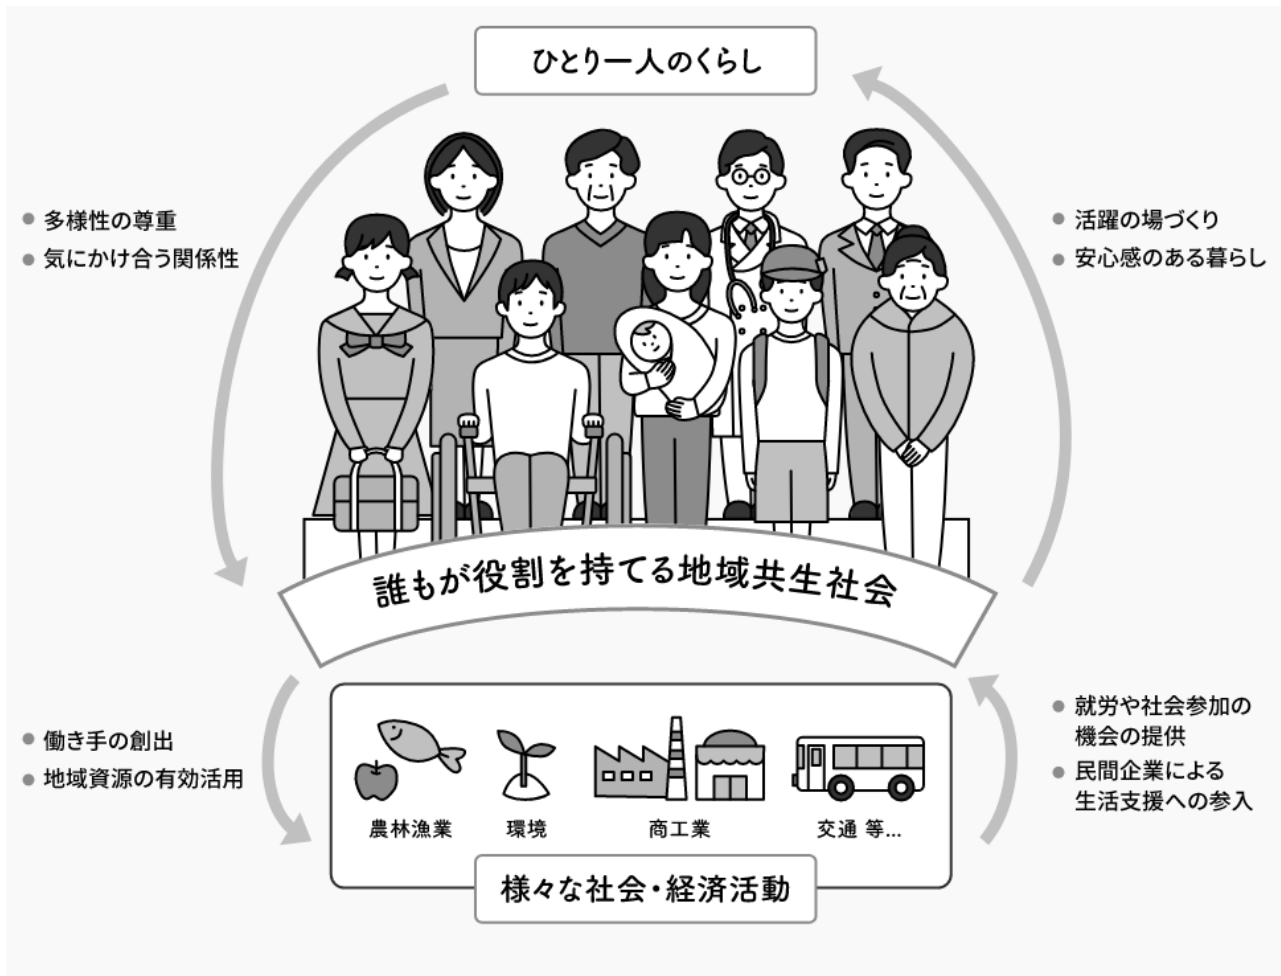 ひとり一人のくらし
多様性の尊重
気にかけ合う関係性
活躍の場づくり
安心感のある暮らし
誰もが役割を持てる地域共生社会
働き手の創出
地域資源の有効活用
就労や社会参加の
機会の提供
民間企業による
生活支援への参入
農林漁業
環境
商工業
交通 等...
様々な社会・経済活動